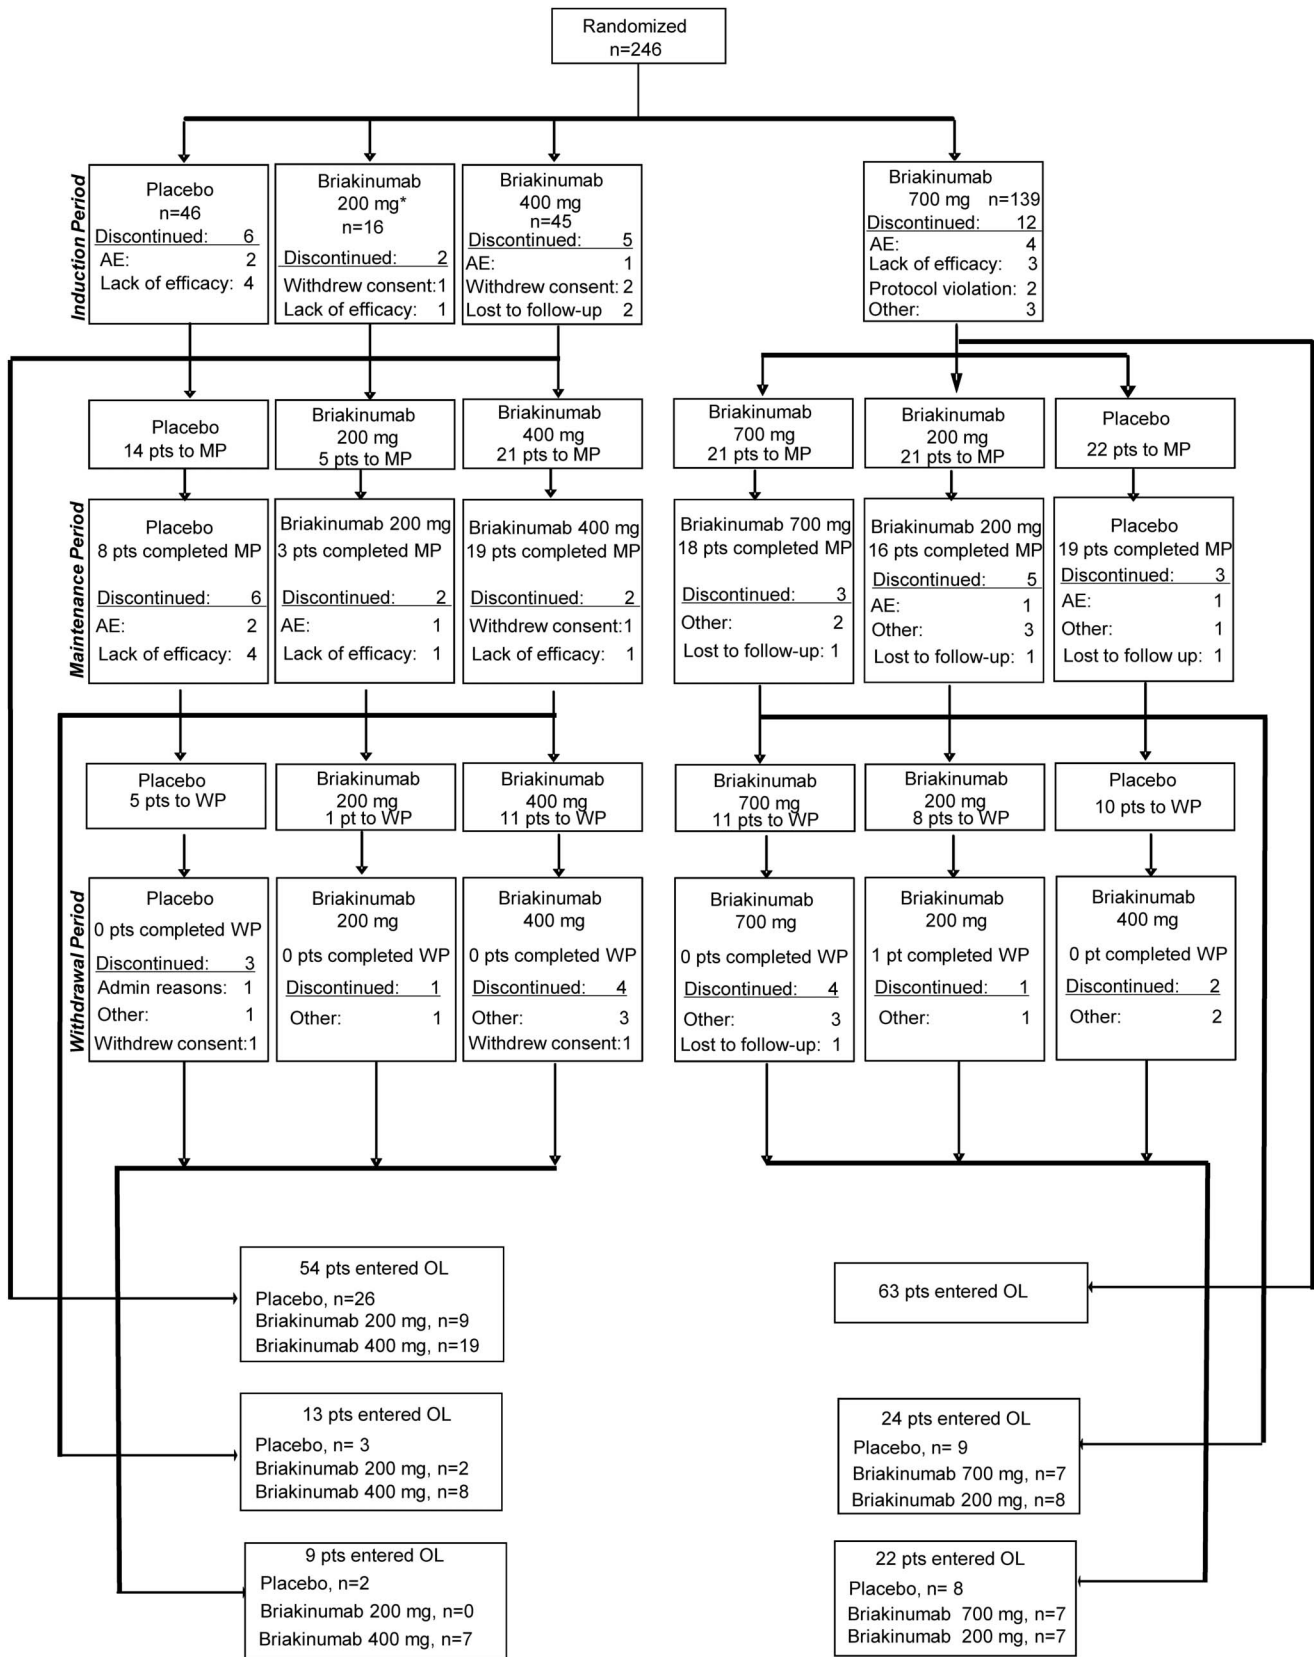 Randomized
n=246
Induction Period
Placebo
n=46
Discontinued: 6
AE: 2
Lack of efficacy: 4
Briakinumab
200 mg*
n=16
Discontinued: 2
Withdrew consent:1
Lack of efficacy: 1
Briakinumab
400 mg
n=45
Discontinued: 5
AE: 1
Withdrew consent: 2
Lost to follow-up 2
Briakinumab
700 mg n=139
Discontinued: 12
AE: 4
Lack of efficacy: 3
Protocol violation: 2
Other: 3
Placebo
14 pts to MP
Briakinumab
200 mg
5 pts to MP
Briakinumab
400 mg
21 pts to MP
Briakinumab
700 mg
21 pts to MP
Briakinumab
200 mg
21 pts to MP
Placebo
22 pts to MP
Maintenance Period
Placebo
8 pts completed MP
Discontinued: 6
AE: 2
Lack of efficacy: 4
Briakinumab 200 mg
3 pts completed MP
Discontinued: 2
AE: 1
Lack of efficacy: 1
Briakinumab 400 mg
19 pts completed MP
Discontinued: 2
Withdrew consent:1
Lack of efficacy: 1
Briakinumab 700 mg
18 pts completed MP
Discontinued: 3
Other: 2
Lost to follow-up: 1
Briakinumab 200 mg
16 pts completed MP
Discontinued: 5
AE: 1
Other: 3
Lost to follow-up: 1
Placebo
19 pts completed MP
Discontinued: 3
AE: 1
Other: 1
Lost to follow up: 1
Placebo
5 pts to WP
Briakinumab
200 mg
1 pt to WP
Briakinumab
400 mg
11 pts to WP
Briakinumab
700 mg
11 pts to WP
Briakinumab
200 mg
8 pts to WP
Placebo
10 pts to WP
Withdrawal Period
Placebo
0 pts completed WP
Discontinued: 3
Admin reasons: 1
Other: 1
Withdrew consent:1
Briakinumab
200 mg
0 pts completed WP
Discontinued: 1
Other: 1
Briakinumab
400 mg
0 pts completed WP
Discontinued: 4
Other: 3
Withdrew consent:1
Briakinumab
700 mg
0 pts completed WP
Discontinued: 4
Other: 3
Lost to follow-up: 1
Briakinumab
200 mg
1 pt completed WP
Discontinued: 1
Other: 1
Briakinumab
400 mg
0 pt completed WP
Discontinued: 2
Other: 2
54 pts entered OL
Placebo, n=26
Briakinumab 200 mg, n=9
Briakinumab 400 mg, n=19
63 pts entered OL
13 pts entered OL
Placebo, n= 3
Briakinumab 200 mg, n=2
Briakinumab 400 mg, n=8
24 pts entered OL
Placebo, n= 9
Briakinumab 700 mg, n=7
Briakinumab 200 mg, n=8
9 pts entered OL
Placebo, n=2
Briakinumab 200 mg, n=0
Briakinumab 400 mg, n=7
22 pts entered OL
Placebo, n= 8
Briakinumab 700 mg, n=7
Briakinumab 200 mg, n=7